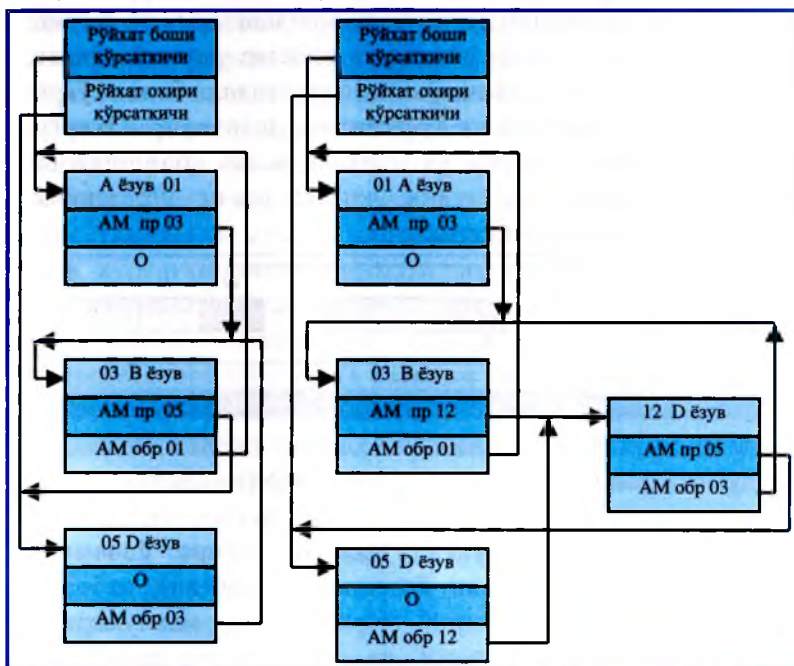 Рўйхат боши
кўрсаткичи
Рўйхат охири
кўрсаткичи
А ёзув 01
АМ пр 03
О
03 В ёзув
АМ пр 05
АМ обр 01
05 D ёзув
О
АМ обр 03
Рўйхат боши
кўрсаткичи
Рўйхат охири
кўрсаткичи
01 А ёзув
АМ пр 03
О
03 В ёзув
АМ пр 12
АМ обр 01
12 D ёзув
АМ пр 05
АМ обр 03
05 D ёзув
О
АМ обр 12